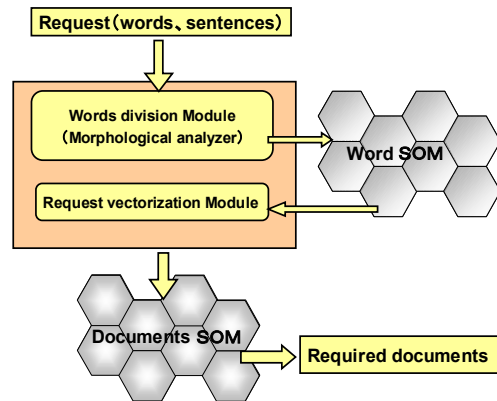 Request(words、sentences)
Words division Module
(Morphological analyzer)
Word SOM
Request vectorization Module
Documents SOM
Required documents